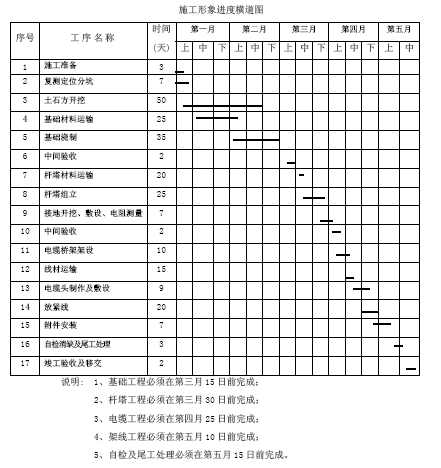 施工形象进度横道图
序号 工 序 名 称 时间(天) 第一月 第二月 第三月 第四月 第五月
上 中 下 上 中 下 上 中 下 上 中 下 上 中
1 施工准备 3
2 复测定位分坑 7
3 土石方开挖 50
4 基础材料运输 25
5 基础浇制 35
6 中间验收 2
7 杆塔材料运输 20
8 杆塔组立 25
9 接地开挖、敷设、电阻测量 7
10 中间验收 2
11 电缆桥架架设 10
12 线材运输 15
13 电缆头制作及敷设 9
14 放紧线 20
15 附件安装 7
16 自检消缺及尾工处理 3
17 竣工验收及移交 2
说明: 1、基础工程必须在第三月 15 日前完成;
2、杆塔工程必须在第三月 30 日前完成;
3、电缆工程必须在第四月 25 日前完成;
4、架线工程必须在第五月 10 日前完成;
5、自检及尾工处理必须在第五月 15 日前完成。